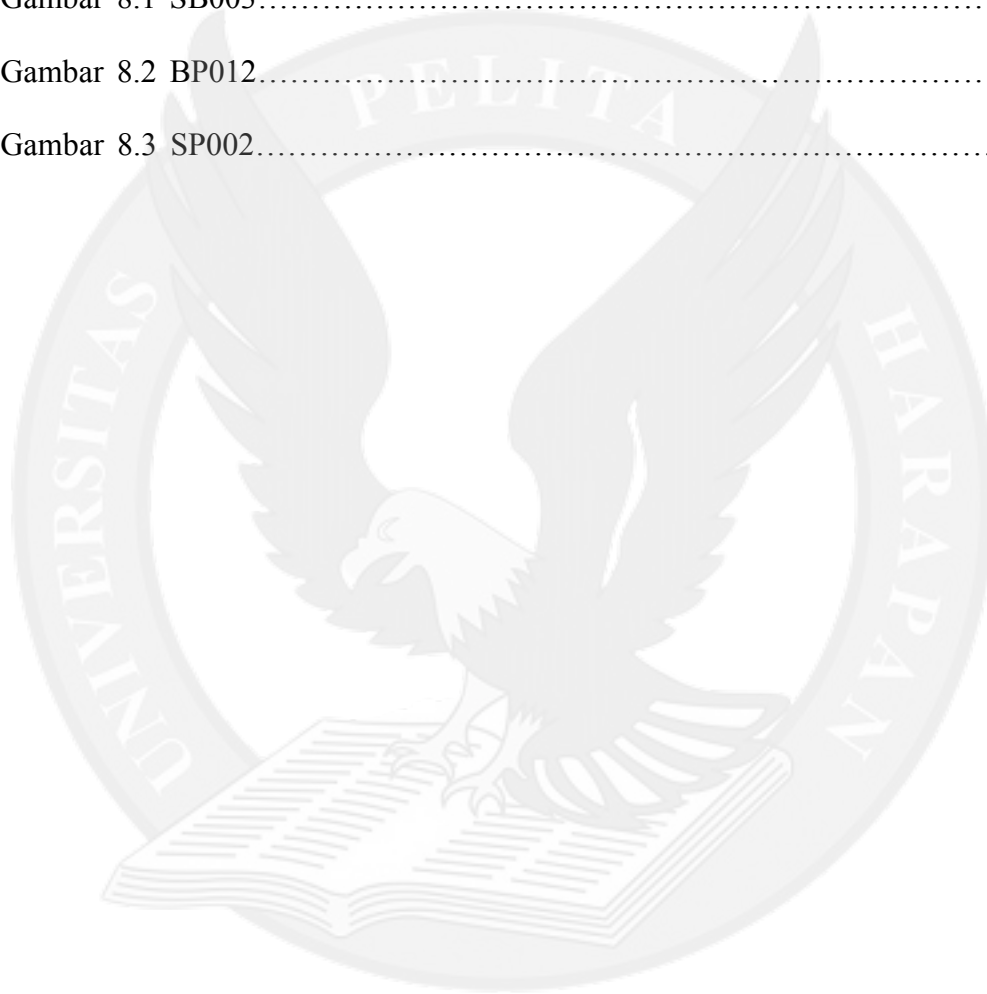 Gambar 8.1 ……………………………………………………………
Gambar 8.2 BP012……………………………………………………………
Gambar 8.3 SP002……………………………………………………………
UNIVERSITAS PELITA HARAPAN